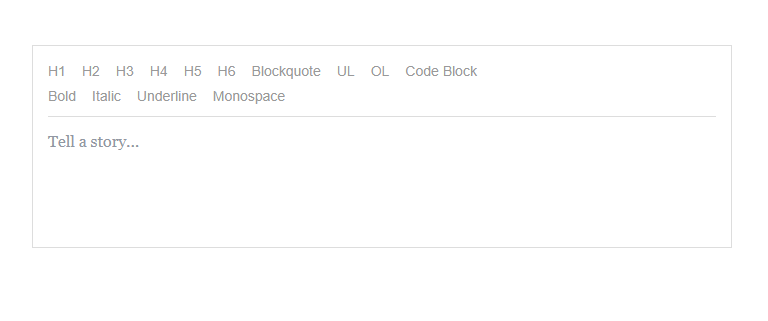 H1 H2 H3 H4 H5 H6 Blockquote UL OL Code Block
Bold Italic Underline Monospace
Tell a story...